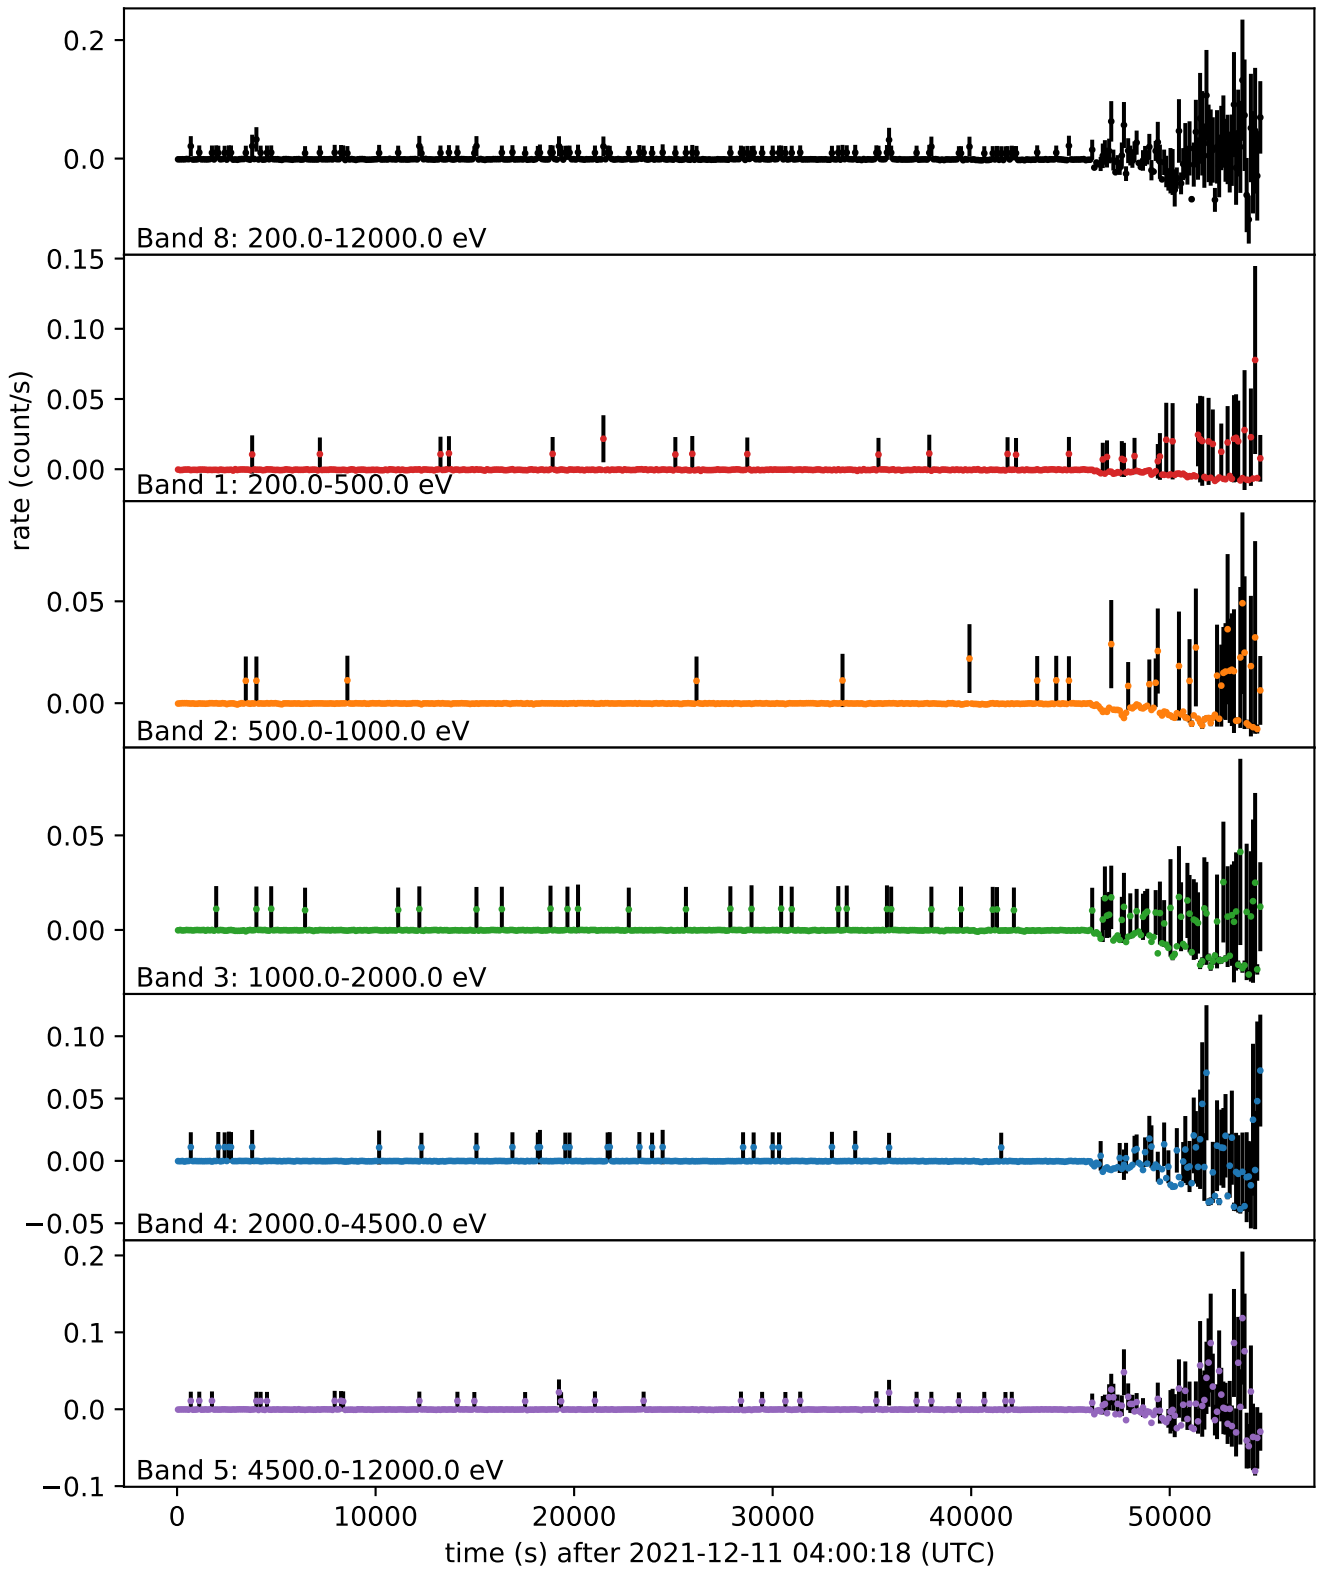 0.2
0.0
Band 8: 200.0-12000.0 eV
0.15
0.10
0.05
0.00
Band 1: 200.0-500.0 eV
rate (count/s)
0.05
0.00
Band 2: 500.0-1000.0 eV
0.05
0.00
Band 3: 1000.0-2000.0 eV
0.10
0.05
0.00
−0.05
Band 4: 2000.0-4500.0 eV
0.2
0.1
0.0
−0.1
Band 5: 4500.0-12000.0 eV
0 10000 20000 30000 40000 50000
time (s) after 2021-12-11 04:00:18 (UTC)